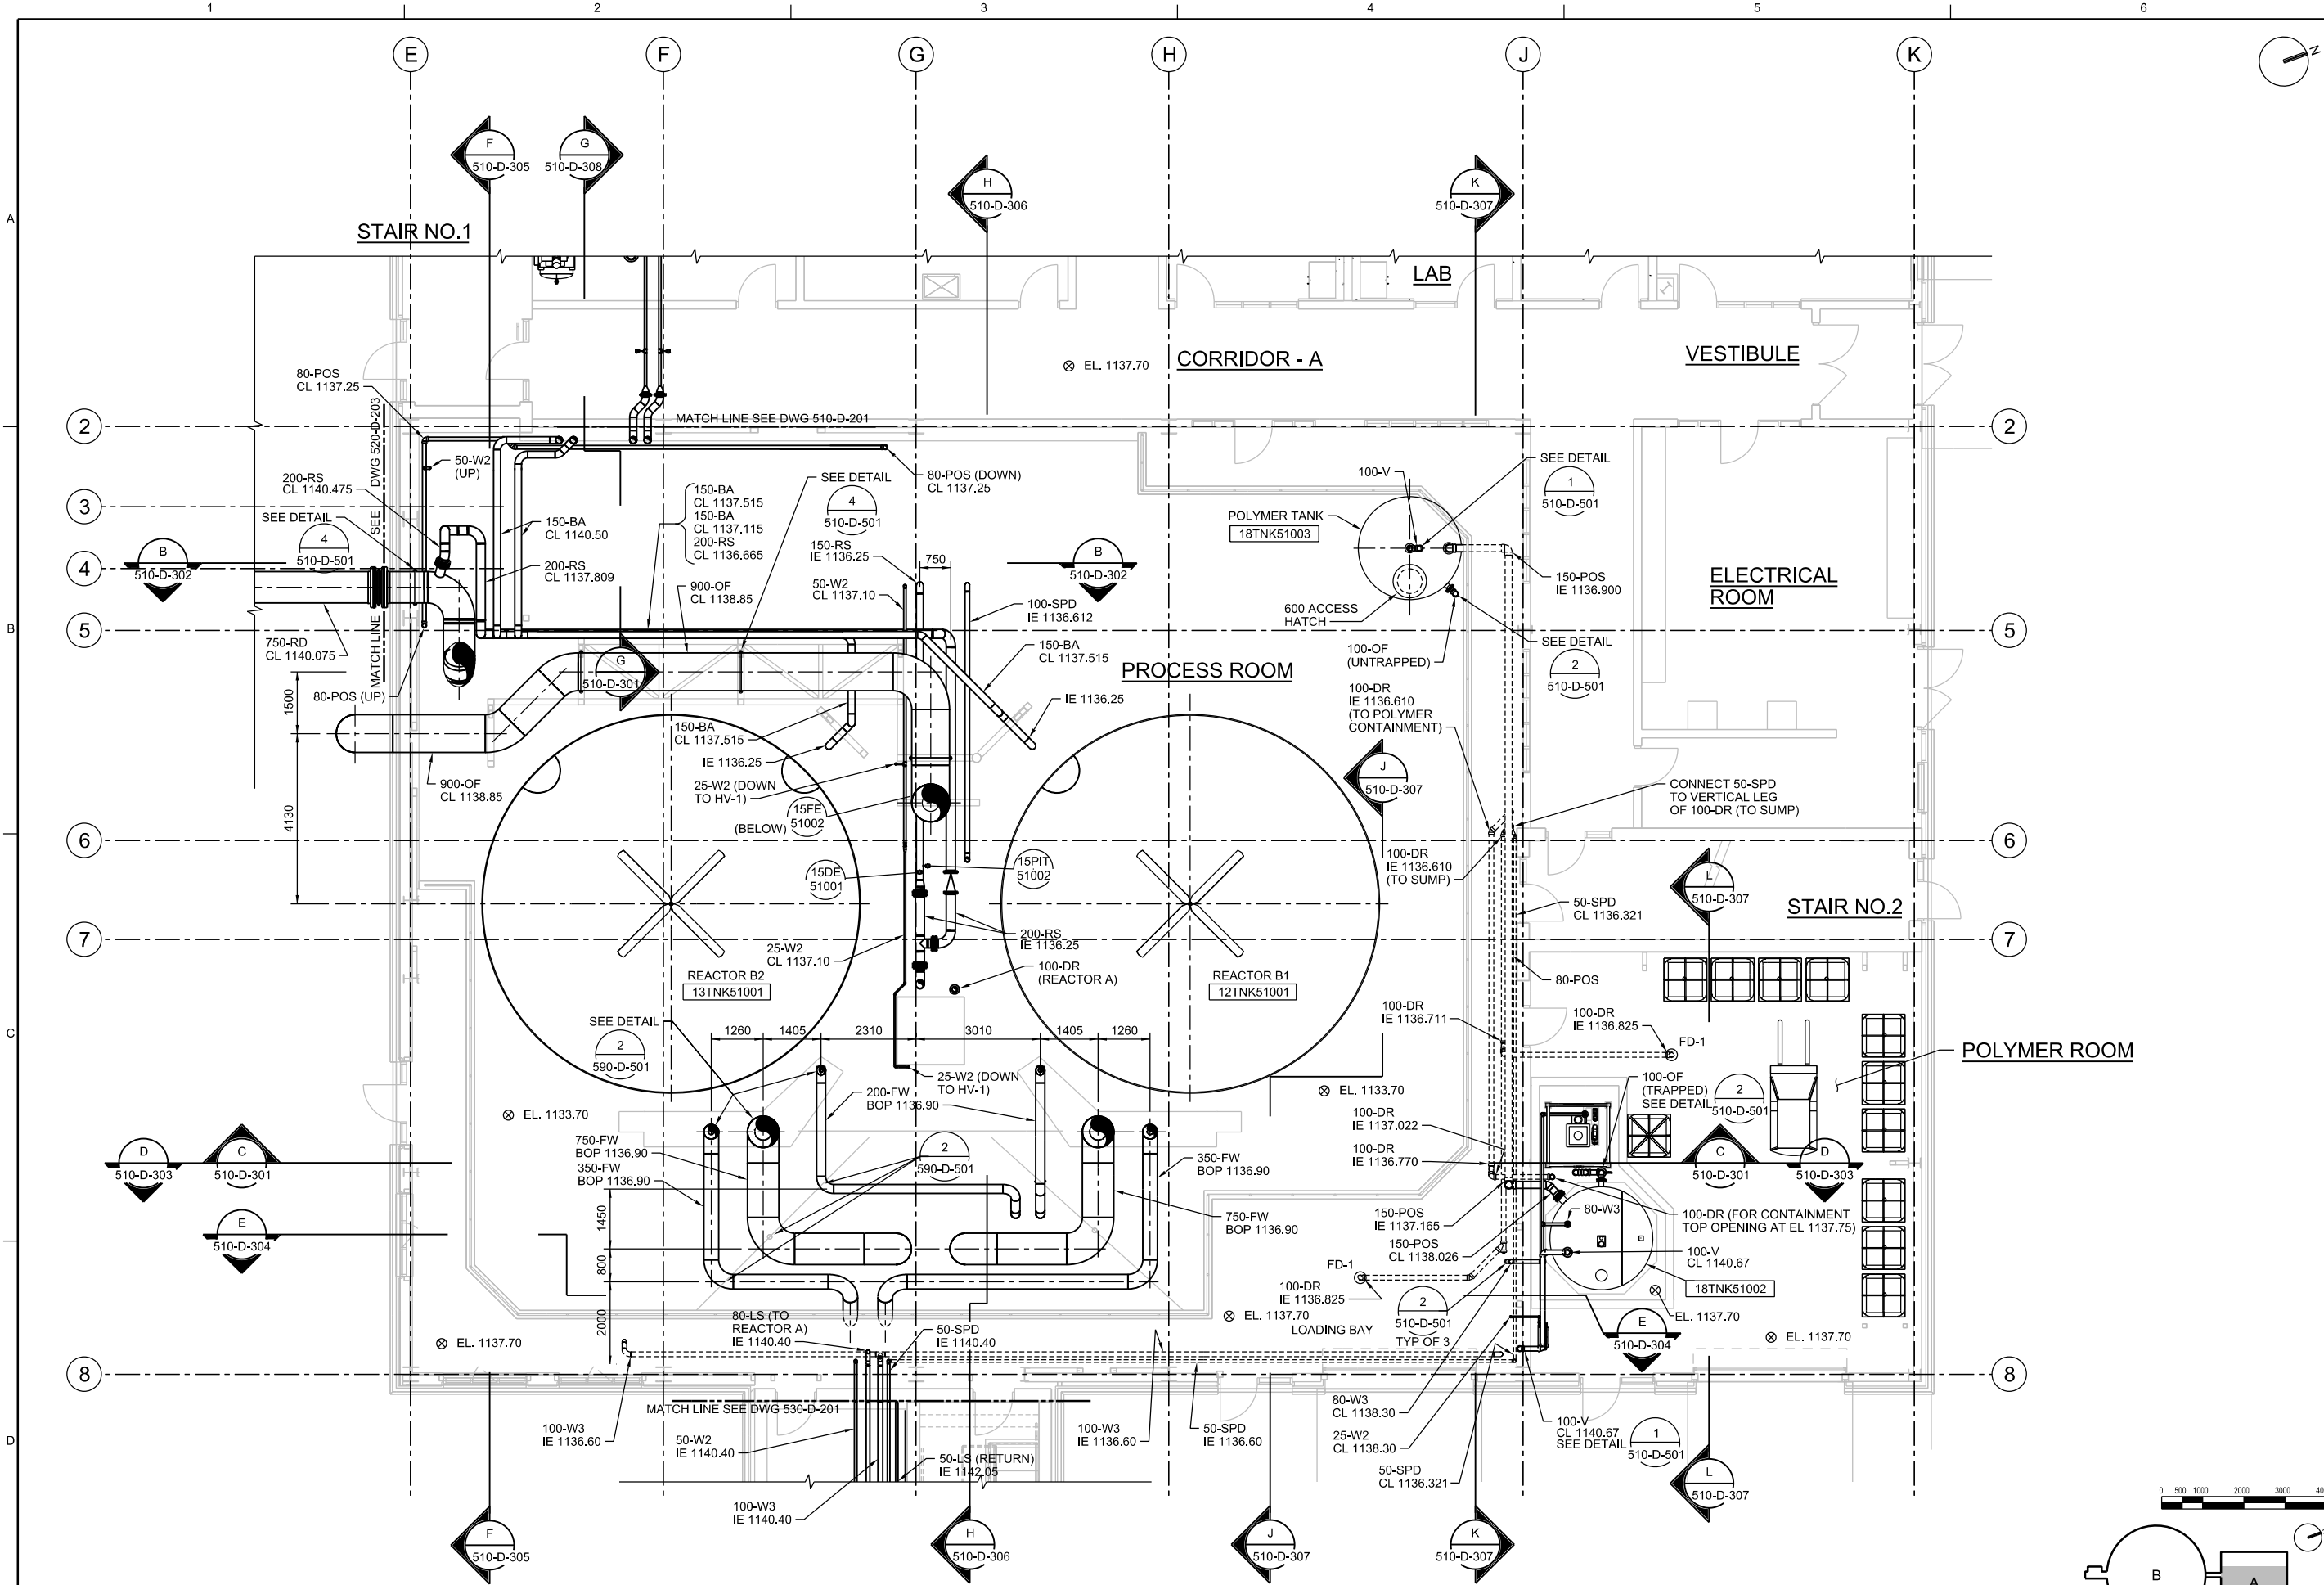 1
2
3
4
5
6
E
F
G
H
J
K
N
A
B
C
D
F
510-D-305
G
510-D-308
H
510-D-306
K
510-D-307
STAIR NO.1
LAB
EL. 1137.70
CORRIDOR - A
VESTIBULE
80-POS
CL 1137.25
MATCH LINE SEE DWG 510-D-201
2
2
MATCH LINE SEE DWG 520-D-203
50-W2
(UP)
200-RS
CL 1140.475
SEE DETAIL
4
510-D-501
3
B
510-D-302
4
150-BA
CL 1140.50
200-RS
CL 1137.809
150-BA
CL 1137.515
150-BA
CL 1137.115
200-RS
CL 1136.665
SEE DETAIL
4
510-D-501
80-POS (DOWN)
CL 1137.25
150-RS
IE 1136.25
750
50-W2
CL 1137.10
900-OF
CL 1138.85
B
510-D-302
100-SPD
IE 1136.612
100-V
SEE DETAIL
1
510-D-501
POLYMER TANK
18TNK51003
150-POS
IE 1136.900
600 ACCESS
HATCH
ELECTRICAL
ROOM
5
5
750-RD
CL 1140.075
80-POS (UP)
1500
G
510-D-301
150-BA
CL 1137.515
PROCESS ROOM
IE 1136.25
100-OF
(UNTRAPPED)
SEE DETAIL
2
510-D-501
100-DR
IE 1136.610
(TO POLYMER
CONTAINMENT)
150-BA
CL 1137.515
IE 1136.25
900-OF
CL 1138.85
4130
25-W2 (DOWN
TO HV-1)
15FE
51002
(BELOW)
J
510-D-307
CONNECT 50-SPD
TO VERTICAL LEG
OF 100-DR (TO SUMP)
6
6
15DE
51001
15PIT
51002
100-DR
IE 1136.610
(TO SUMP)
L
510-D-307
50-SPD
CL 1136.321
STAIR NO.2
7
7
25-W2
CL 1137.10
200-RS
IE 1136.25
100-DR
(REACTOR A)
REACTOR B2
13TNK51001
REACTOR B1
12TNK51001
80-POS
100-DR
IE 1136.711
100-DR
IE 1136.825
FD-1
POLYMER ROOM
SEE DETAIL
2
590-D-501
1260
1405
2310
3010
1405
1260
25-W2 (DOWN
TO HV-1)
200-FW
BOP 1136.90
EL. 1133.70
EL. 1133.70
100-OF
(TRAPPED)
SEE DETAIL
2
510-D-501
100-DR
IE 1137.022
100-DR
IE 1136.770
D
510-D-303
C
510-D-301
750-FW
BOP 1136.90
350-FW
BOP 1136.90
2
590-D-501
350-FW
BOP 1136.90
C
510-D-301
D
510-D-303
E
510-D-304
1450
800
2000
750-FW
BOP 1136.90
150-POS
IE 1137.165
150-POS
CL 1138.026
80-W3
100-DR (FOR CONTAINMENT
TOP OPENING AT EL 1137.75)
100-V
CL 1140.67
18TNK51002
FD-1
100-DR
IE 1136.825
EL. 1137.70
EL. 1137.70
LOADING BAY
2
510-D-501
TYP OF 3
E
510-D-304
EL. 1137.70
EL. 1137.70
80-LS (TO
REACTOR A)
IE 1140.40
50-SPD
IE 1140.40
8
8
MATCH LINE SEE DWG 530-D-201
100-W3
IE 1136.60
50-W2
IE 1140.40
100-W3
IE 1140.40
50-LS (RETURN)
IE 1142.05
100-W3
IE 1136.60
50-SPD
IE 1136.60
80-W3
CL 1138.30
25-W2
CL 1138.30
50-SPD
CL 1136.321
100-V
CL 1140.67
SEE DETAIL
1
510-D-501
L
510-D-307
F
510-D-305
H
510-D-306
J
510-D-307
K
510-D-307
0 500 1000 2000 3000
B
A